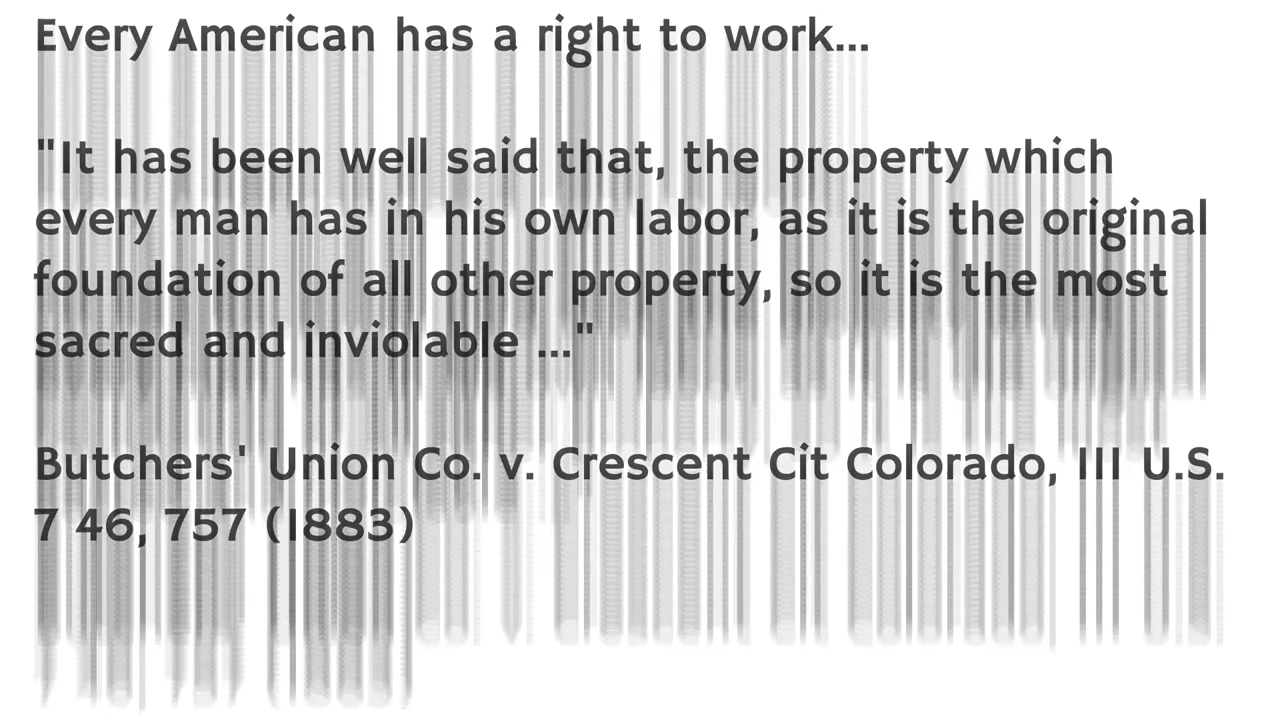 Every American has a right to work...
"It has been well said that, the property which
every man has in his own labor, as it is the original
foundation of all other property, so it is the most
sacred and inviolable ..."
Butchers' Union Co. v. Crescent Cit Colorado, III U.S.
7 46, 757 (1883)